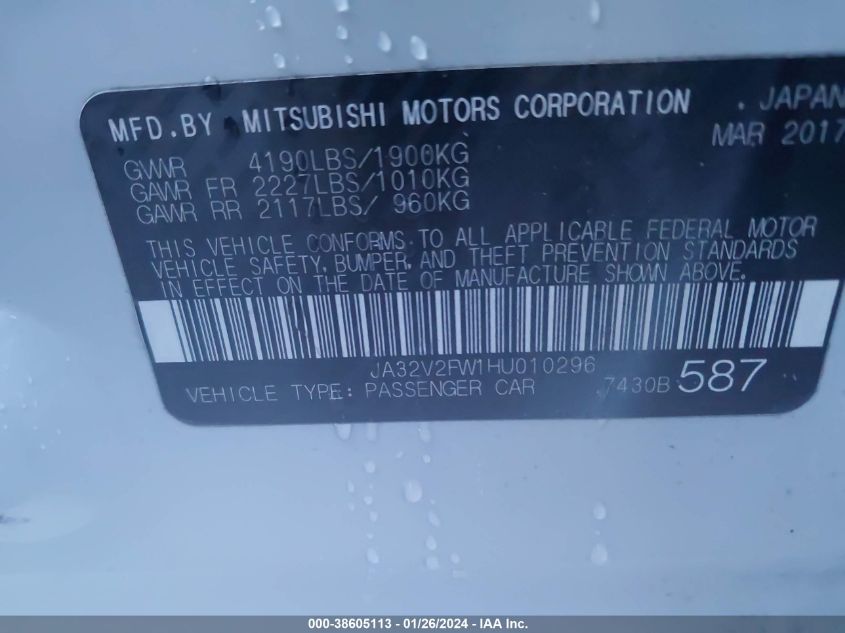 MFD.BY MITSUBISHI MOTORS CORPORATION . JAPAN
MAR 2017
GVWR 4190LBS/1900KG
GAWR FR 2227LBS/1010KG
GAWR RR 2117LBS/ 960KG
THIS VEHICLE CONFORMS TO ALL APPLICABLE FEDERAL MOTOR
VEHICLE SAFETY, BUMPER, AND THEFT PREVENTION STANDARDS
IN EFFECT ON THE DATE OF MANUFACTURE SHOWN ABOVE.
JA32V2FW1HU010296
VEHICLE TYPE: PASSENGER CAR 7430B 587
000-38605113 - 01/26/2024 - IAA Inc.